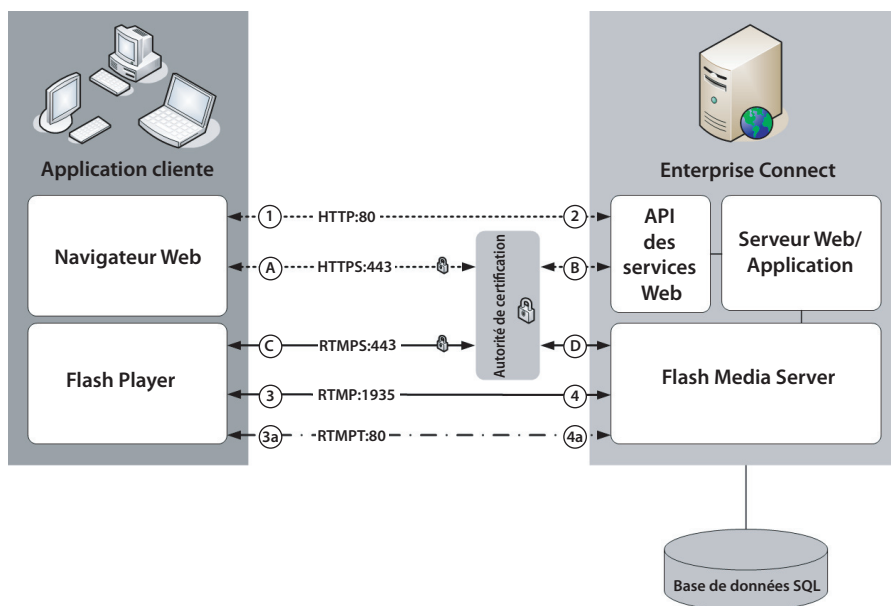 Application cliente
Enterprise Connect
Navigateur Web
1 HTTP:80 2
A HTTPS:443 B
API
des
services
Web
Serveur Web/
Application
Autorité de certification
Flash Player
C RTMPS:443 D
3 RTMP:1935 4
3a RTMPT:80 4a
Flash Media Server
Base de données SQL